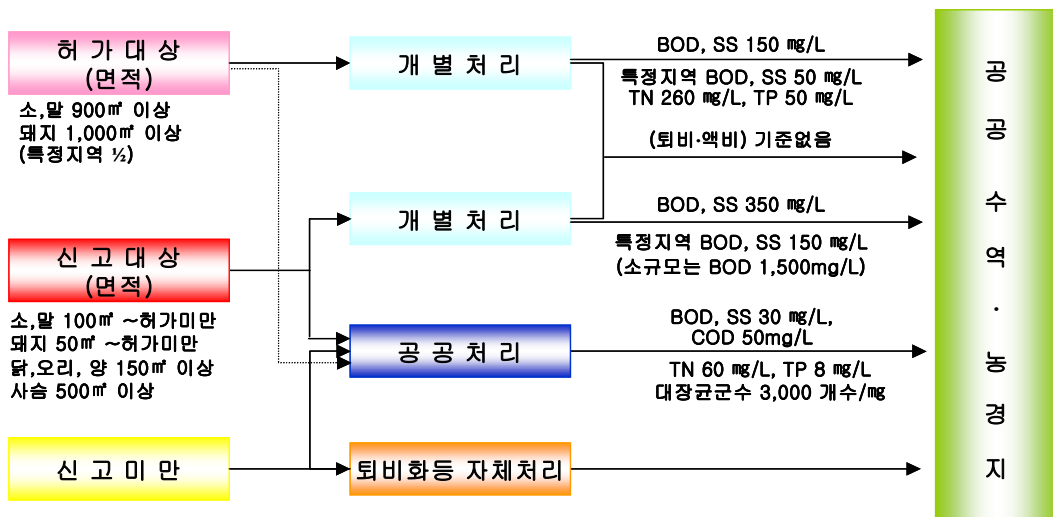 허 가 대 상
(면적)
소,말 900㎡ 이상
돼지 1,000㎡ 이상
(특정지역 ½)
개 별 처 리
BOD, SS 150 ㎎/L
특정지역 BOD, SS 50 ㎎/L
TN 260 ㎎/L, TP 50 ㎎/L
(퇴비·액비) 기준없음
신 고 대 상
(면적)
소,말 100㎡ ~허가미만
돼지 50㎡ ~허가미만
닭,오리, 양 150㎡ 이상
사슴 500㎡ 이상
개 별 처 리
BOD, SS 350 ㎎/L
특정지역 BOD, SS 150 ㎎/L
(소규모는 BOD 1,500mg/L)
공 공 처 리
BOD, SS 30 ㎎/L,
COD 50mg/L
TN 60 ㎎/L, TP 8 ㎎/L
대장균군수 3,000 개수/㎎
신 고 미 만
퇴비화등 자체처리
공 공 수 역 · 농 경 지